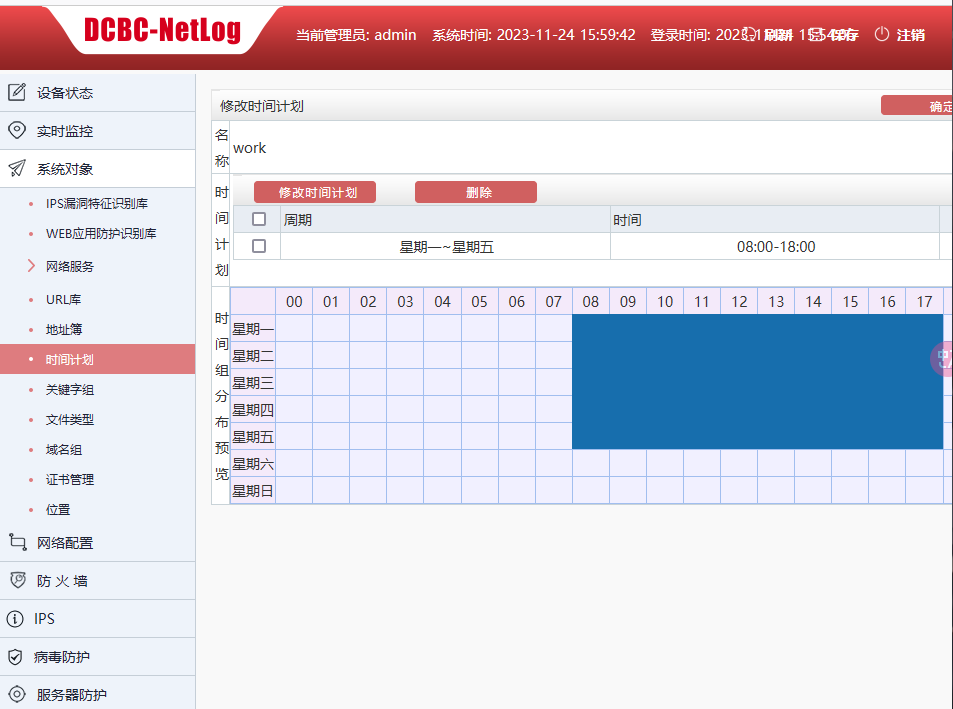 DCBC-NetLog
当前管理员: admin 系统时间: 2023-11-24 15:59:42 登录时间: 2023-11-24 15:54:06 刷新 保存 注销
设备状态
实时监控
系统对象
IPS漏洞特征识别库
WEB应用防护识别库
网络服务
URL库
地址簿
时间计划
关键字组
文件类型
域名组
证书管理
位置
网络配置
防 火 墙
IPS
病毒防护
服务器防护
修改时间计划 确定
名称 work
时间计划
修改时间计划 删除
周期 时间
星期一~星期五 08:00-18:00
时间组分布预览
00 01 02 03 04 05 06 07 08 09 10 11 12 13 14 15 16 17
星期一
星期二
星期三
星期四
星期五
星期六
星期日